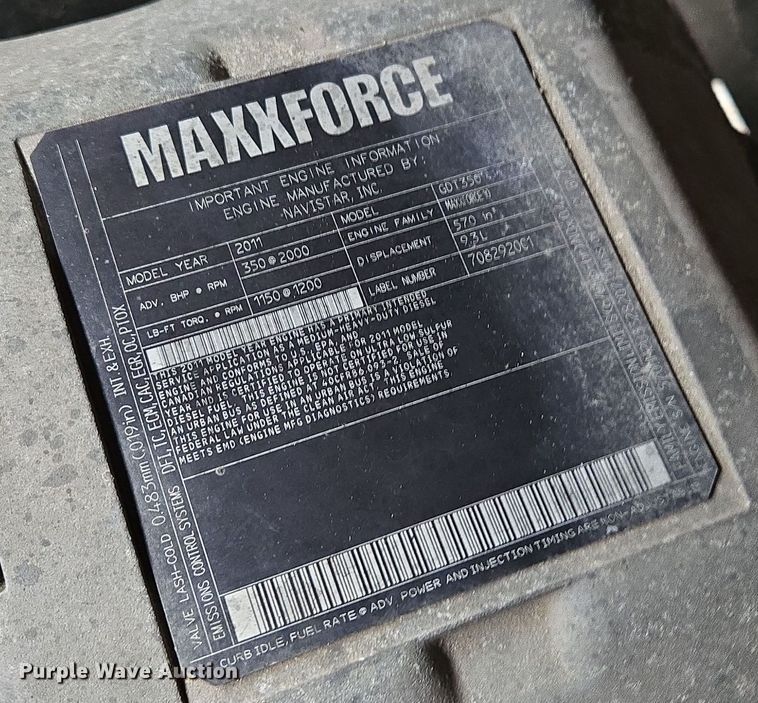 MAXXFORCE
IMPORTANT ENGINE INFORMATION
ENGINE MANUFACTURED BY:
NAVISTAR, INC.
MODEL YEAR 2011 MODEL GDT350
ADV. BHP • RPM 350@2000 ENGINE FAMILY MAXXFORCE10
LB-FT TORQ. • RPM 1150@1200 DISPLACEMENT 570 in³
9.3L
LABEL NUMBER 7082920C1
THIS 2011 MODEL YEAR ENGINE HAS A PRIMARY INTENDED
SERVICE APPLICATION AS A MEDIUM-HEAVY-DUTY DIESEL
ENGINE AND CONFORMS TO U.S. EPA, AND
CANADIAN REGULATIONS APPLICABLE FOR 2011 MODEL
YEAR AND IS CERTIFIED TO OPERATE ON ULTRA LOW SULFUR
DIESEL FUEL. THIS ENGINE IS NOT CERTIFIED FOR USE IN
AN URBAN BUS AS DEFINED AT 40CFR86.093-2. SALE OF
THIS ENGINE FOR USE IN AN URBAN BUS IS A VIOLATION OF
FEDERAL LAW UNDER THE CLEAN AIR ACT. THIS ENGINE
MEETS EMD (ENGINE MFG DIAGNOSTICS) REQUIREMENTS.
VALVE LASH-COLD 0.483mm(.019in) INT & EXH.
EMISSIONS CONTROL SYSTEMS DFI,TC,ECM,CAC,EGR,OC,PTOX
CURB IDLE, FUEL RATE @ ADV. POWER AND INJECTION TIMING ARE NON-
Purple Wave Auction